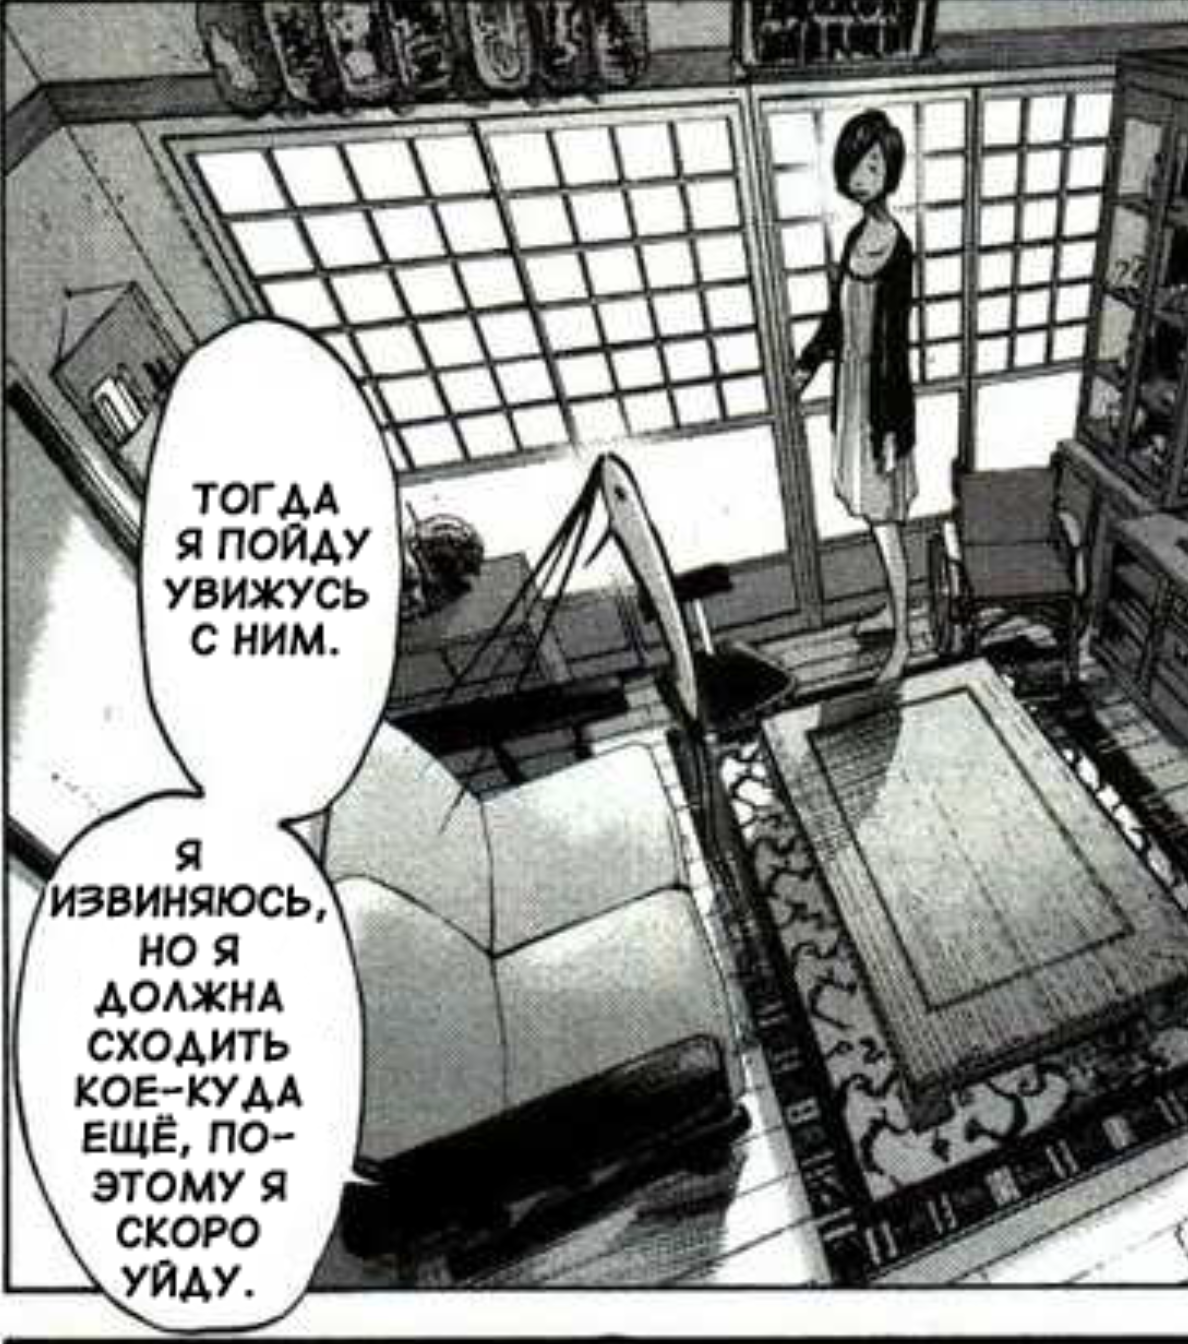 ТОГДА
Я ПОЙДУ
УВИЖУСЬ
С НИМ.
Я
ИЗВИНЯЮСЬ,
НО Я
ДОЛЖНА
СХОДИТЬ
КОЕ-КУДА
ЕЩЁ, ПО-
ЭТОМУ Я
СКОРО
УЙДУ.